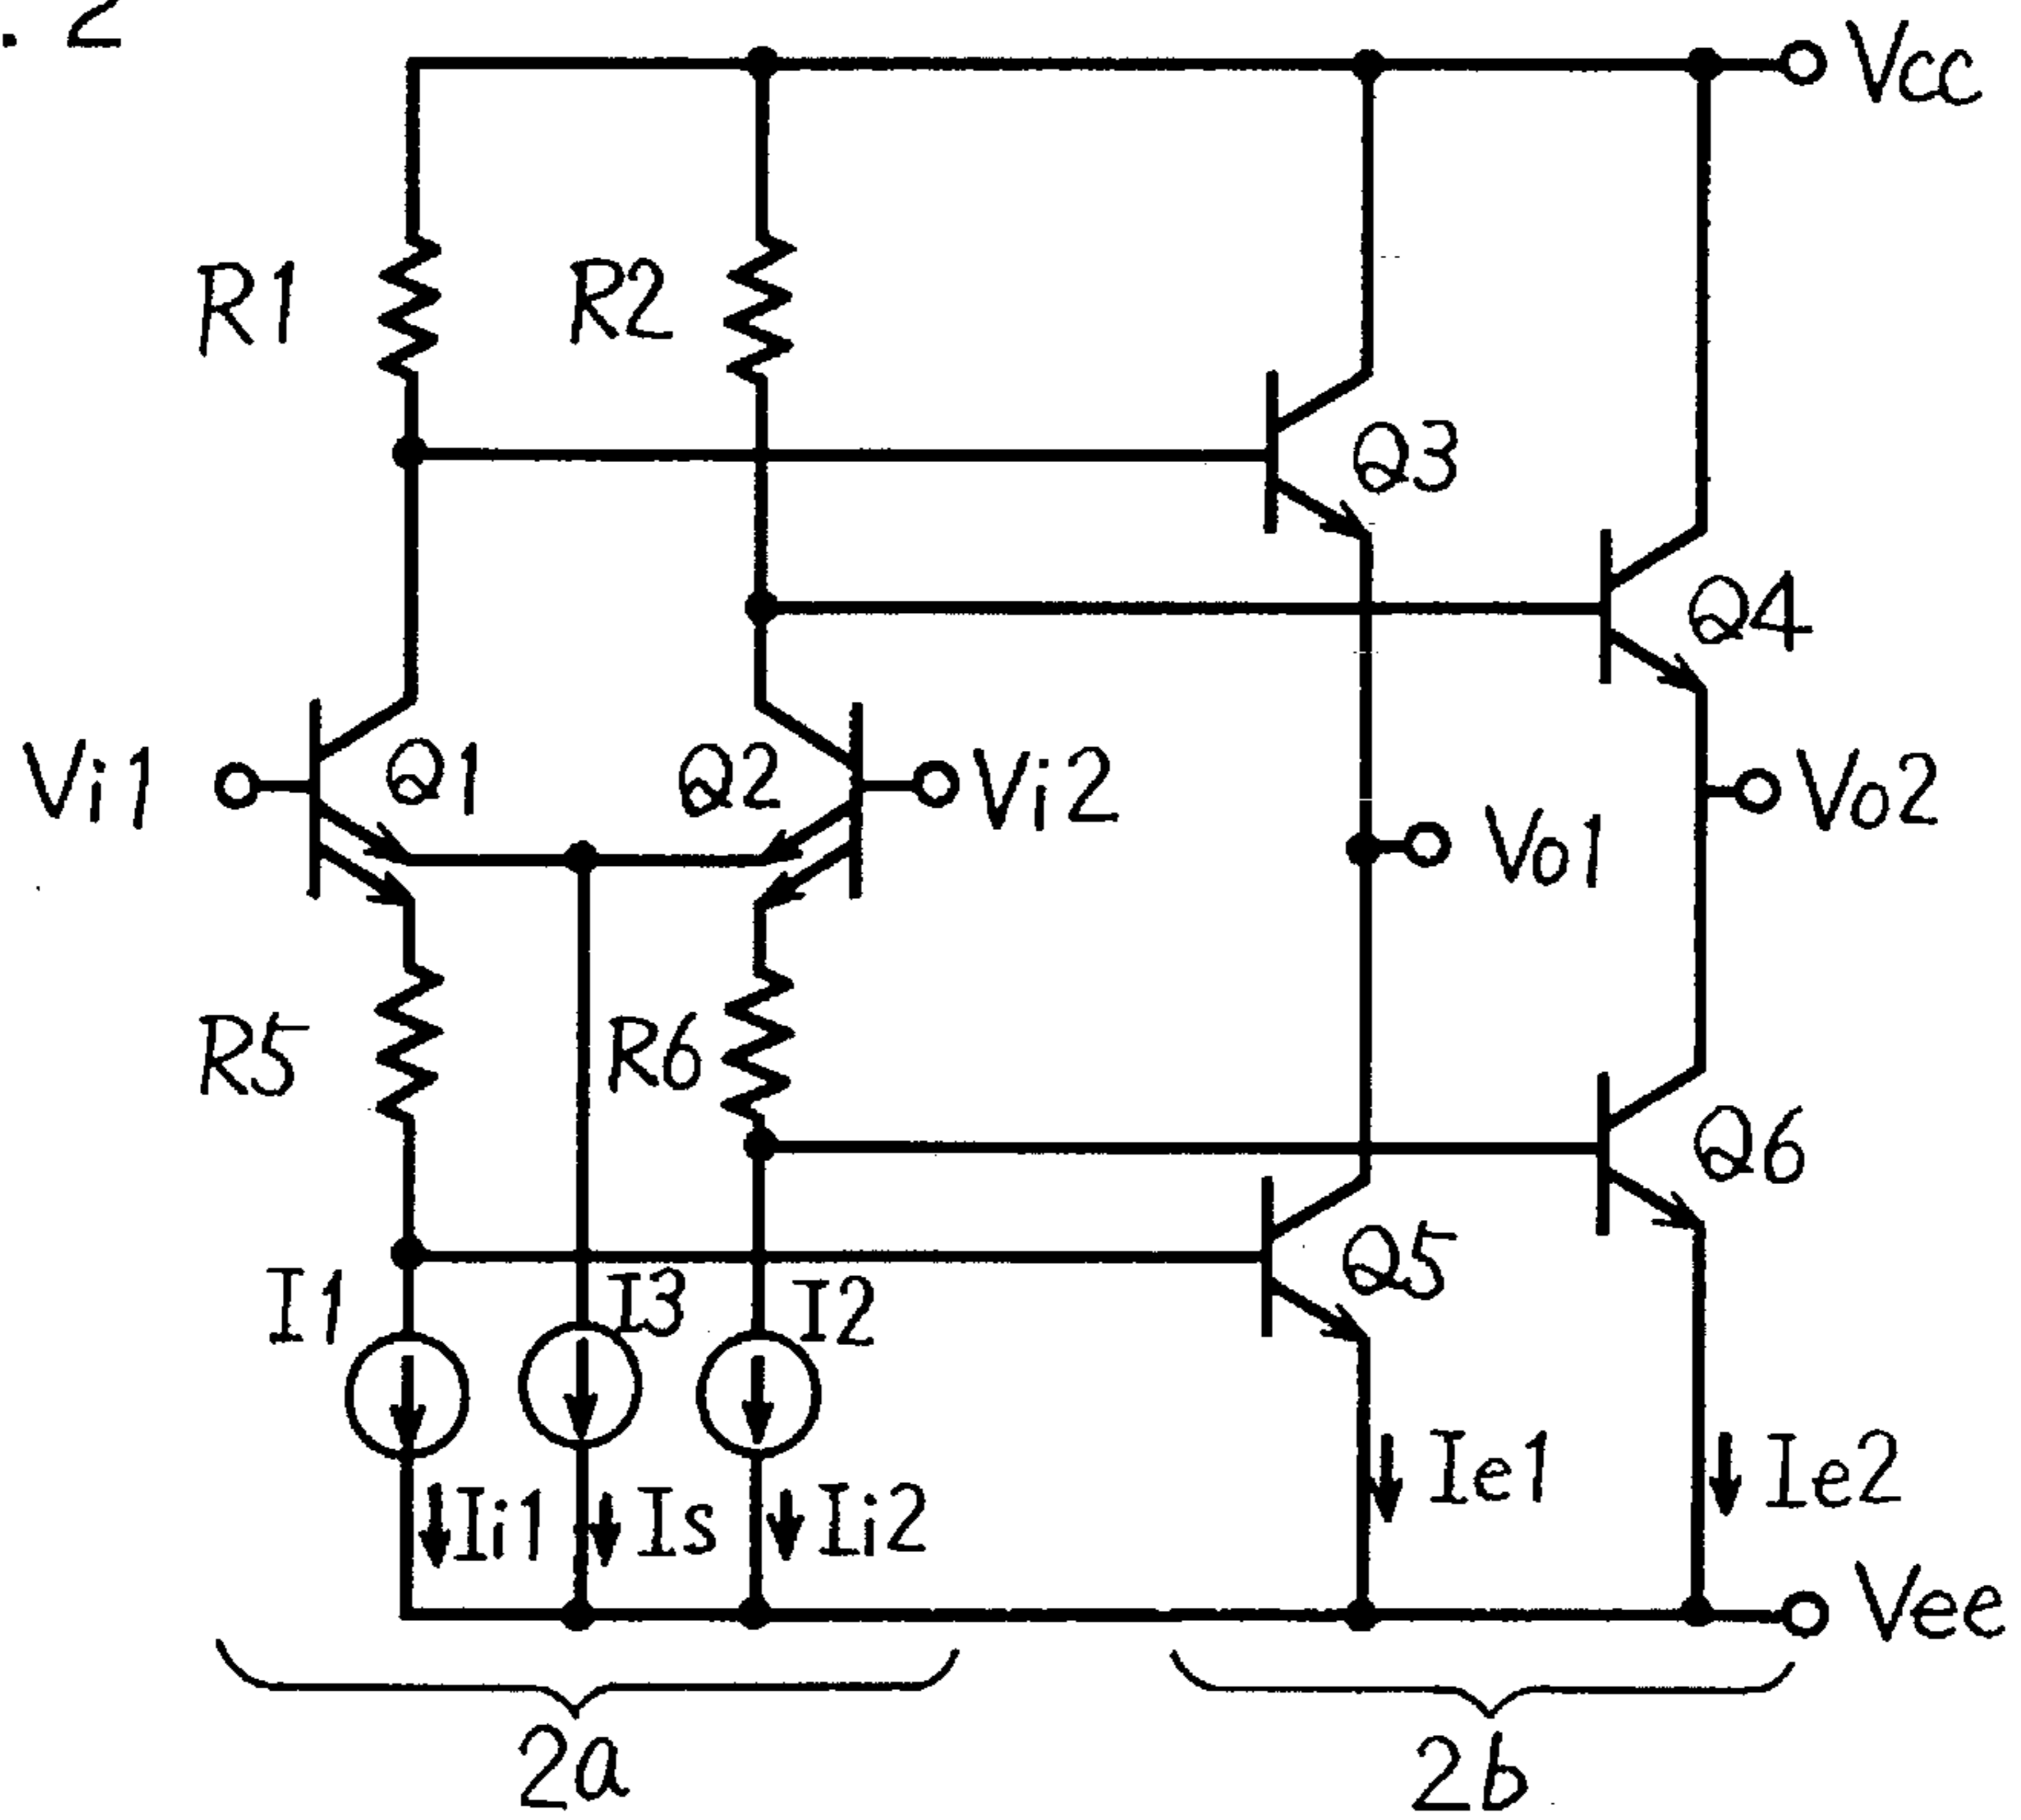 . 2
Vcc
R1
R2
Q3
Q4
Vi1
Q1
Q2
Vi2
Vo1
Vo2
R5
R6
Q6
Q5
I1
I3
I2
Ii1
Is
Ii2
Ie1
Ie2
Vee
2a
2b